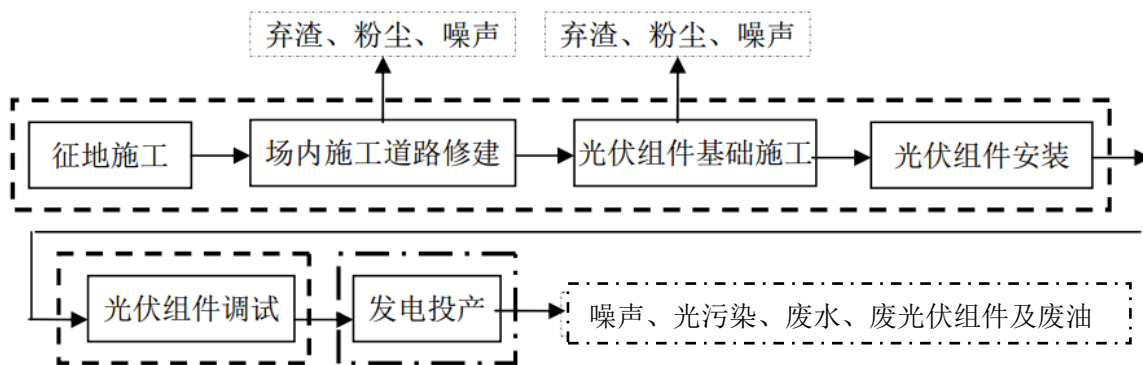 弃渣、粉尘、噪声
弃渣、粉尘、噪声
征地施工
场内施工道路修建
光伏组件基础施工
光伏组件安装
光伏组件调试
发电投产
噪声、光污染、废水、废光伏组件及废油